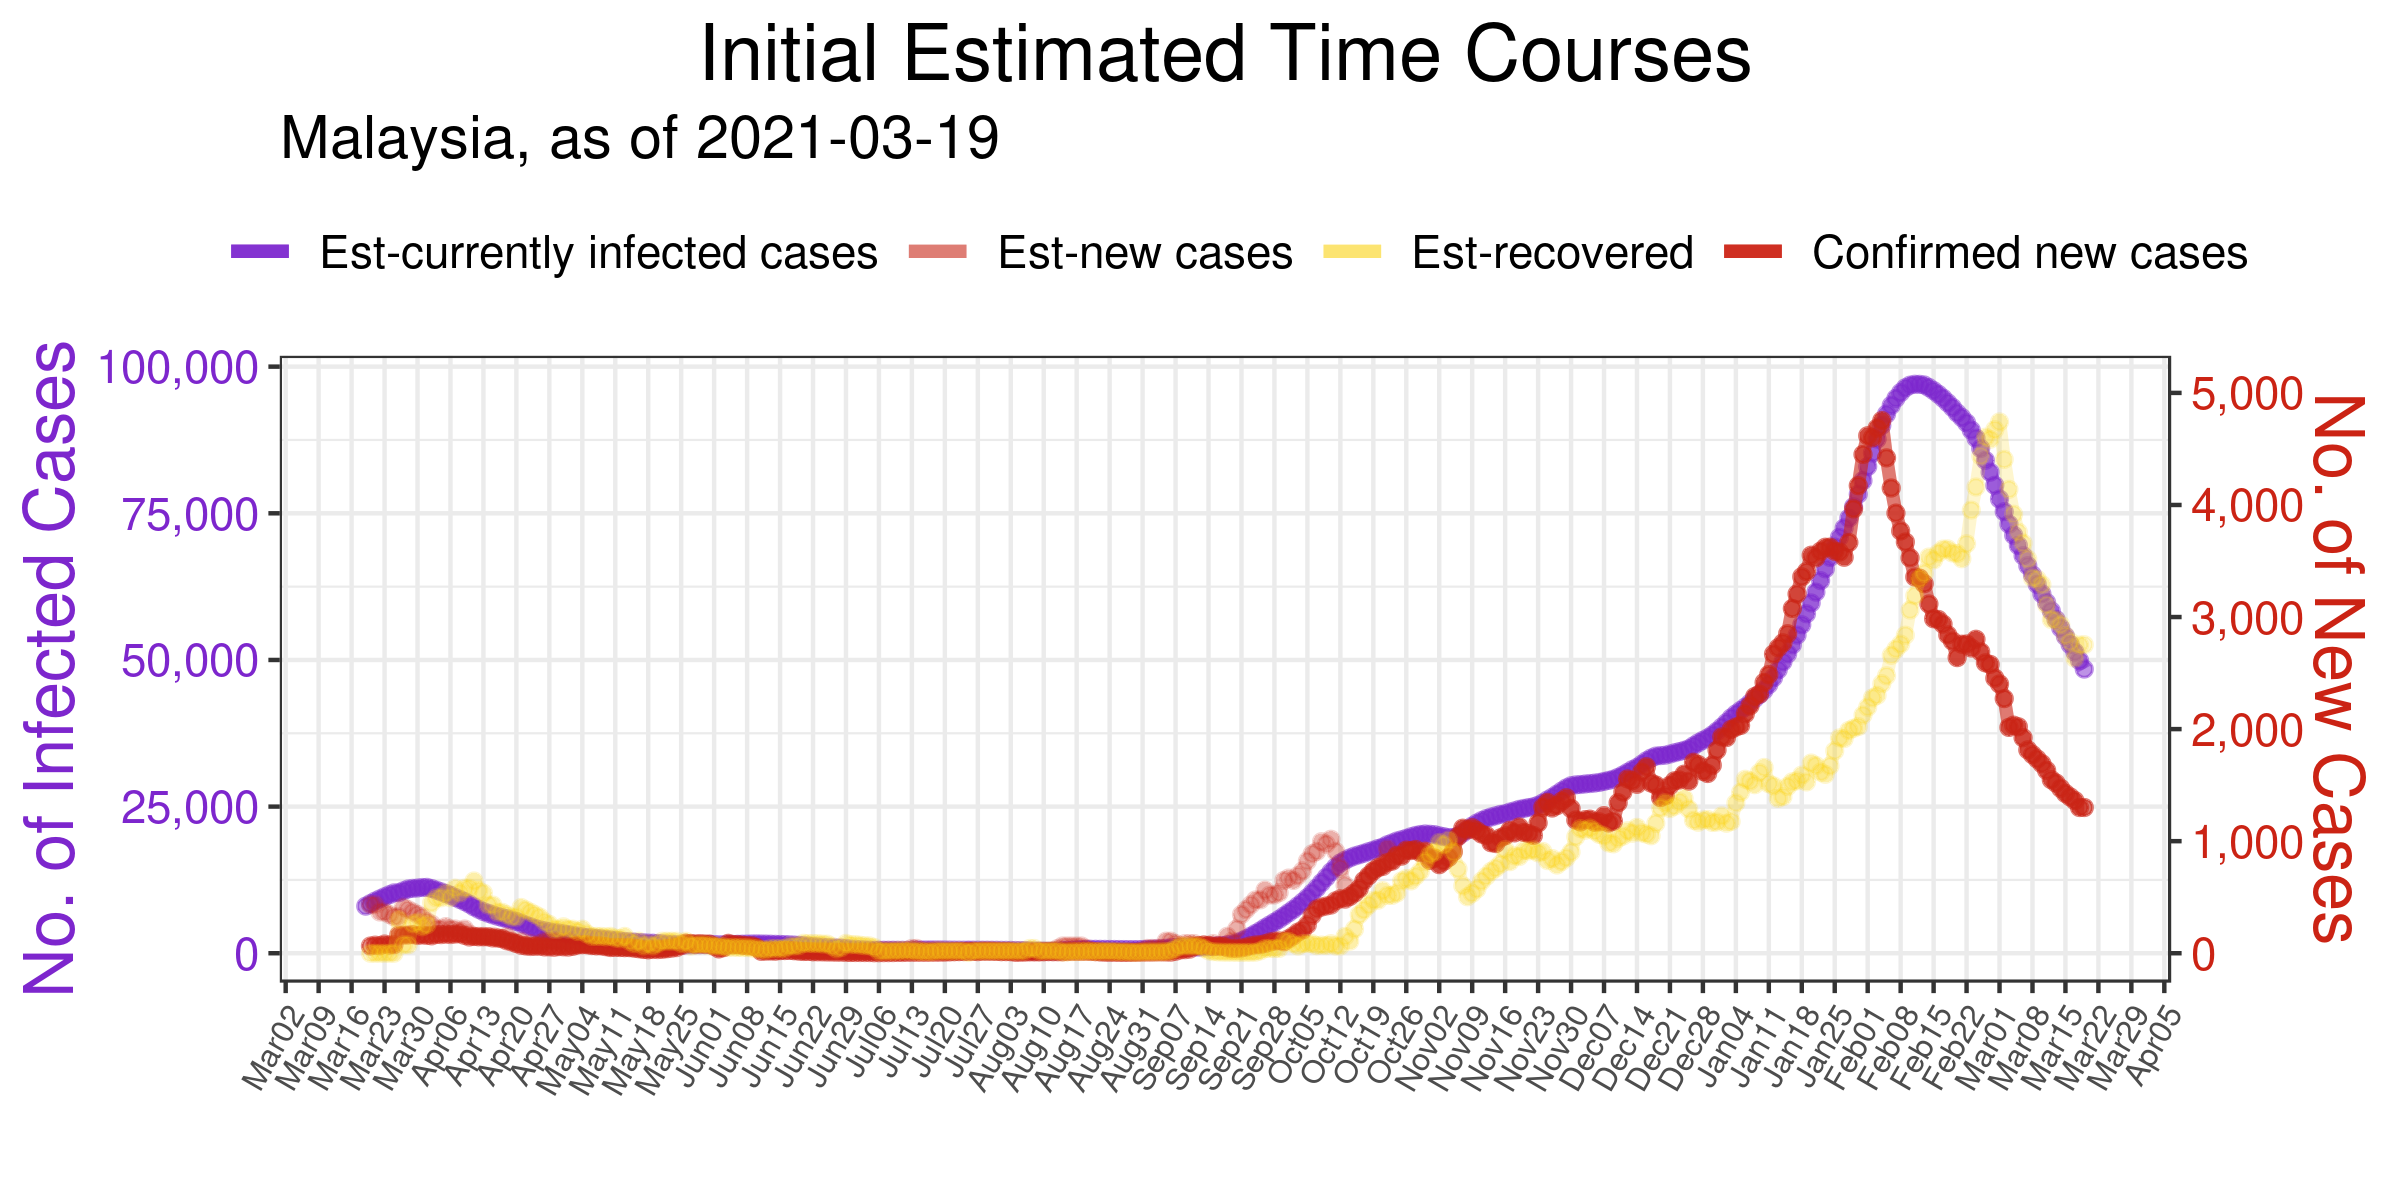 Initial Estimated Time Courses
Malaysia, as of 2021-03-19
Est-currently infected cases Est-new cases Est-recovered Confirmed new cases
No. of Infected Cases
100,000
75,000
50,000
25,000
0
5,000
4,000
3,000
2,000
1,000
0
No. of New Cases
Mar02 Mar09 Mar16 Mar23 Mar30 Apr06 Apr13 Apr20 Apr27 May04 May11 May18 May25 Jun01 Jun08 Jun15 Jun22 Jun29 Jul06 Jul13 Jul20 Jul27 Aug03 Aug10 Aug17 Aug24 Aug31 Sep07 Sep14 Sep21 Sep28 Oct05 Oct12 Oct19 Oct26 Nov02 Nov09 Nov16 Nov23 Nov30 Dec07 Dec14 Dec21 Dec28 Jan04 Jan11 Jan18 Jan25 Feb01 Feb08 Feb15 Feb22 Mar01 Mar08 Mar15 Mar22 Mar29 Apr05